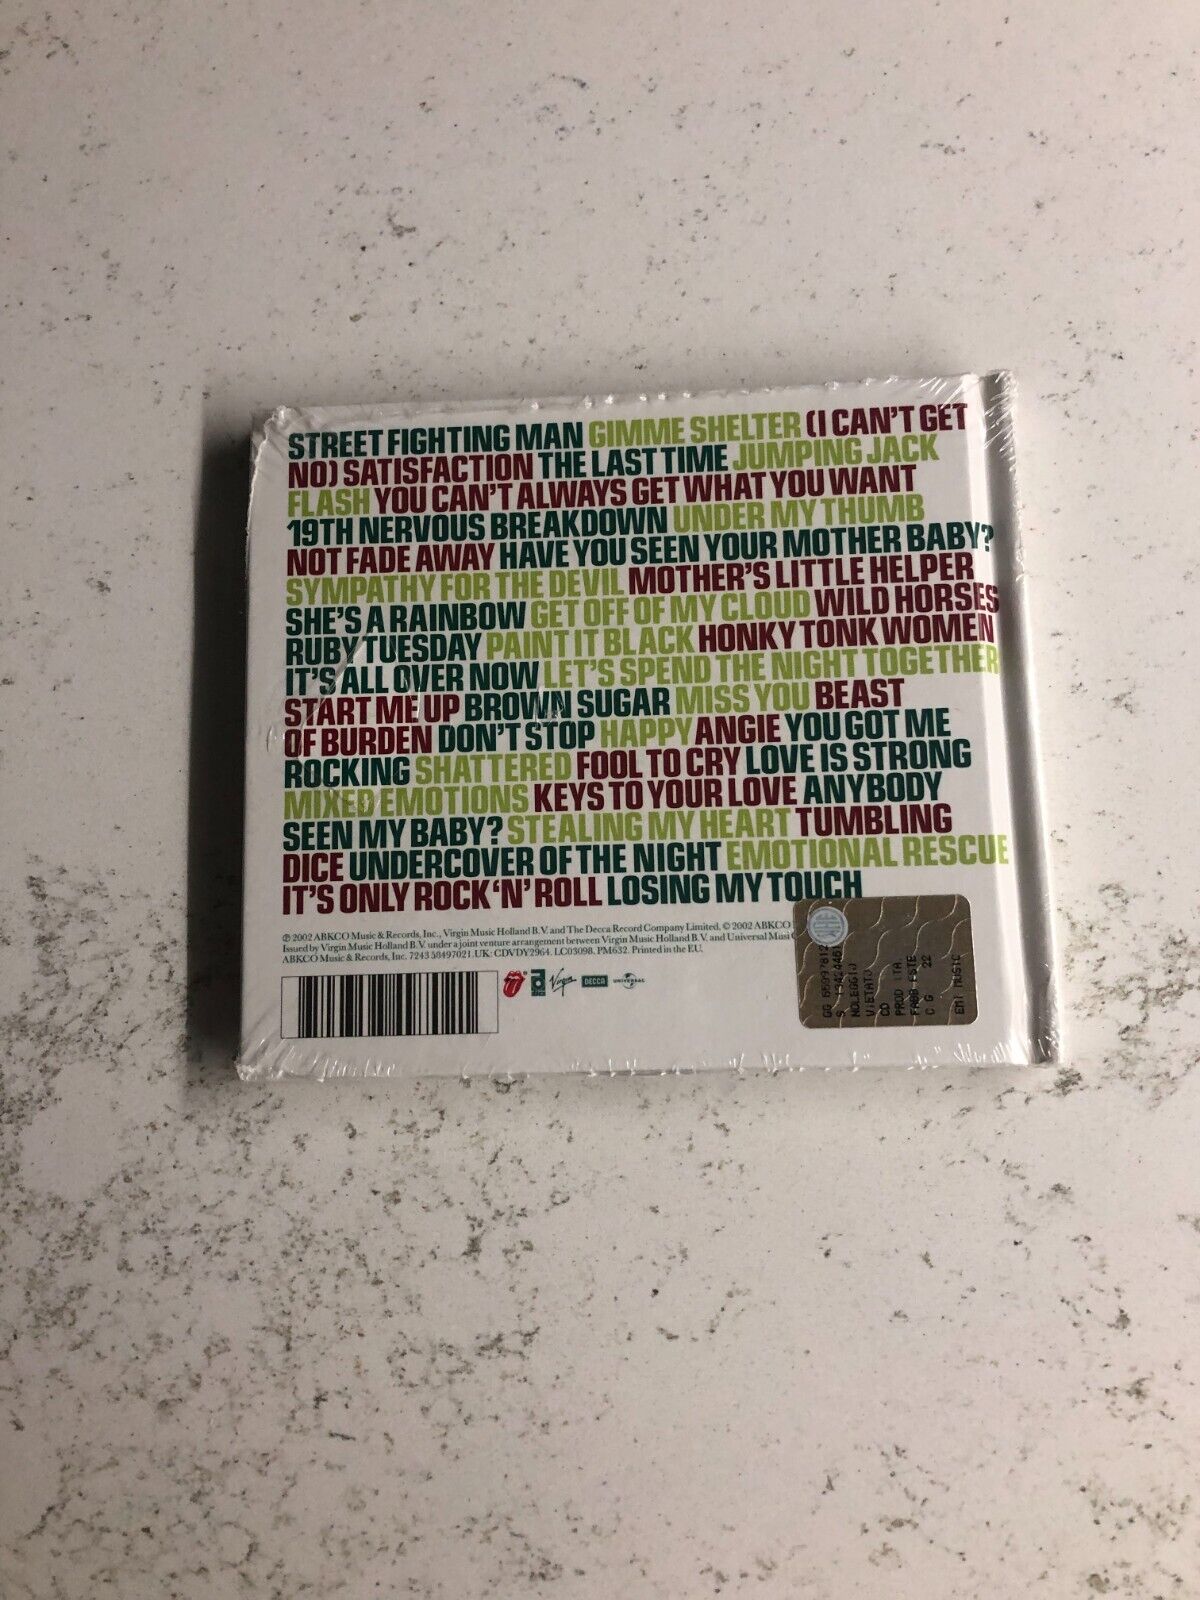 STREET FIGHTING MAN GIMME SHELTER (I CAN'T GET
NO) SATISFACTION THE LAST TIME JUMPING JACK
FLASH YOU CAN'T ALWAYS GET WHAT YOU WANT
19TH NERVOUS BREAKDOWN UNDER MY THUMB
NOT FADE AWAY HAVE YOU SEEN YOUR MOTHER BABY?
SYMPATHY FOR THE DEVIL MOTHER'S LITTLE HELPER
SHE'S A RAINBOW GET OFF OF MY CLOUD WILD HORSES
RUBY TUESDAY PAINT IT BLACK HONKY TONK WOMEN
IT'S ALL OVER NOW LET'S SPEND THE NIGHT TOGETHER
START ME UP BROWN SUGAR MISS YOU BEAST
OF BURDEN DON'T STOP HAPPY ANGIE YOU GOT ME
ROCKING SHATTERED FOOL TO CRY LOVE IS STRONG
MIXED EMOTIONS KEYS TO YOUR LOVE ANYBODY
SEEN MY BABY? STEALING MY HEART TUMBLING
DICE UNDERCOVER OF THE NIGHT EMOTIONAL RESCUE
IT'S ONLY ROCK 'N' ROLL LOSING MY TOUCH
℗ 2002 ABKCO Music & Records, Inc., Virgin Music Holland B.V. and The Decca Record Company Limited. © 2002 ABKCO
Issued by Virgin Music Holland B.V. under a joint venture arrangement between Virgin Music Holland B.V. and Universal
ABKCO Music & Records, Inc. 7243 58497021. UK: CDVDY2964. LC03098. PM632. Printed in the EU.
Virgin
DECCA
UNIVERSAL
NOLEGGIO
VIETATO
CD
PROD ITA.
FABB ESTE
C G 22
EMI MUSIC